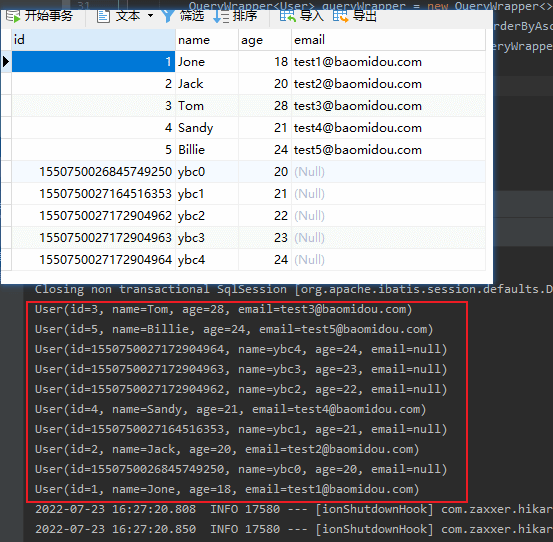 31 QueryWrapper<User> queryWrapper = new QueryWrapper<>
开始事务 文本 筛选 排序 导入 导出
rderByAsc
eryWrappe
id name age email
1 Jone 18 test1@baomidou.com
2 Jack 20 test2@baomidou.com
3 Tom 28 test3@baomidou.com
4 Sandy 21 test4@baomidou.com
5 Billie 24 test5@baomidou.com
1550750026845749250 ybc0 20 (Null)
1550750027164516353 ybc1 21 (Null)
1550750027172904962 ybc2 22 (Null)
1550750027172904963 ybc3 23 (Null)
1550750027172904964 ybc4 24 (Null)
Closing non transactional SqlSession [org.apache.ibatis.session.defaults.D
User(id=3, name=Tom, age=28, email=test3@baomidou.com)
User(id=5, name=Billie, age=24, email=test5@baomidou.com)
User(id=1550750027172904964, name=ybc4, age=24, email=null)
User(id=1550750027172904963, name=ybc3, age=23, email=null)
User(id=1550750027172904962, name=ybc2, age=22, email=null)
User(id=4, name=Sandy, age=21, email=test4@baomidou.com)
User(id=1550750027164516353, name=ybc1, age=21, email=null)
User(id=2, name=Jack, age=20, email=test2@baomidou.com)
User(id=1550750026845749250, name=ybc0, age=20, email=null)
User(id=1, name=Jone, age=18, email=test1@baomidou.com)
2022-07-23 16:27:20.808 INFO 17580 --- [ionShutdownHook] com.zaxxer.hikar
2022-07-23 16:27:20.850 INFO 17580 --- [ionShutdownHook] com.zaxxer.hikar